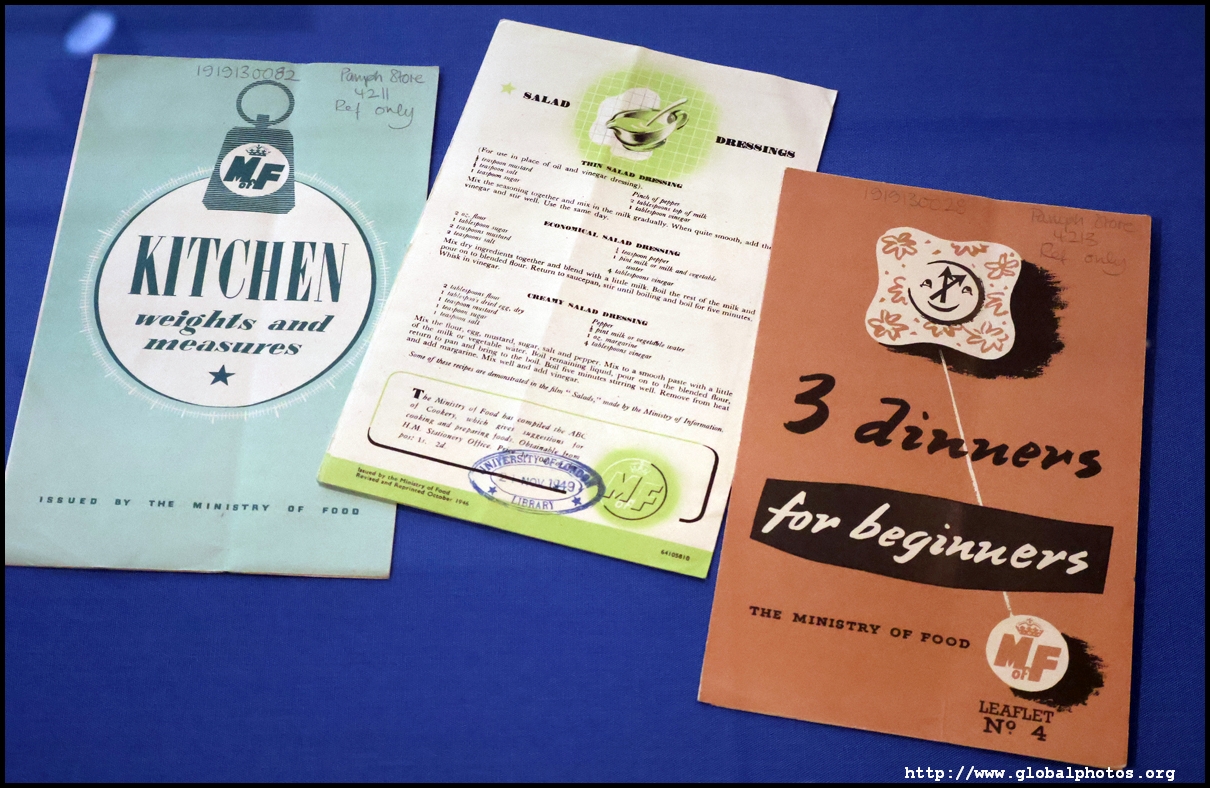 1919130082
Pamph Store
4211
Ref only
M
of
F
KITCHEN
weights and
measures
ISSUED BY THE MINISTRY OF FOOD
SALAD
DRESSINGS
THIN SALAD DRESSING
(For use in place of oil and vinegar dressing).
teaspoon mustard
teaspoon salt
1 teaspoon sugar
Pinch of pepper
2 tablespoons top of milk
1 tablespoon vinegar
Mix the seasoning together and mix in the milk gradually. When quite smooth, add the
vinegar and stir well. Use the same day.
ECONOMICAL SALAD DRESSING
2 oz. flour
1 tablespoon sugar
2 teaspoons mustard
2 teaspoons salt
teaspoon pepper
1 pint milk or milk and vegetable
water
4 tablespoons vinegar
Mix dry ingredients together and blend with a little milk. Boil the rest of the milk and
pour on to blended flour. Return to saucepan, stir until boiling and boil for five minutes.
Whisk in vinegar.
CREAMY SALAD DRESSING
2 tablespoons flour
1 tablespoon dried egg, dry
1 teaspoon mustard
1 teaspoon sugar
1 teaspoon salt
Pepper
pint milk or vegetable water
oz. margarine
4 tablespoons vinegar
Mix the flour, egg, mustard, sugar, salt and pepper. Mix to a smooth paste with a little
of the milk or vegetable water. Boil remaining liquid, pour on to the blended flour,
return to pan and bring to the boil. Boil five minutes stirring well. Remove from heat
and add margarine. Mix well and add vinegar.
Some of these recipes are demonstrated in the film "Salads," made by the Ministry of Information.
The Ministry of Food has compiled the ABC
of Cookery, which gives suggestions for
cooking and preparing foods. Obtainable from
H.M. Stationery Office. Price
post 1s. 2d.
Issued by the Ministry of Food
Revised and Reprinted October 1946
UNIVERSITY OF LONDON
NOV 1949
LIBRARY
M
of
F
64105810
Pamph Store
4213
Ref only
3 dinners
for beginners
THE MINISTRY OF FOOD
M
of
F
LEAFLET
No 4
http://www.globalphotos.org